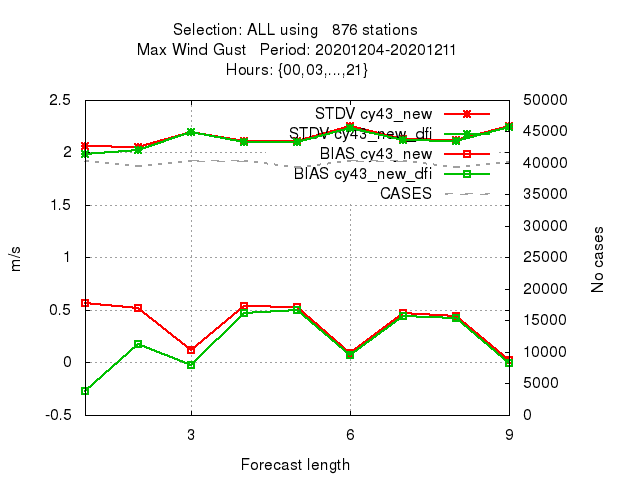 Selection: ALL using   876 stations
Max Wind Gust   Period: 20201204-20201211
Hours: {00,03,...,21}
STDV cy43_new
STDV cy43_new_dfi
BIAS cy43_new
BIAS cy43_new_dfi
CASES
2.5
2
1.5
1
0.5
0
-0.5
m/s
50000
45000
40000
35000
30000
25000
20000
15000
10000
5000
0
No cases
3 6 9
Forecast length